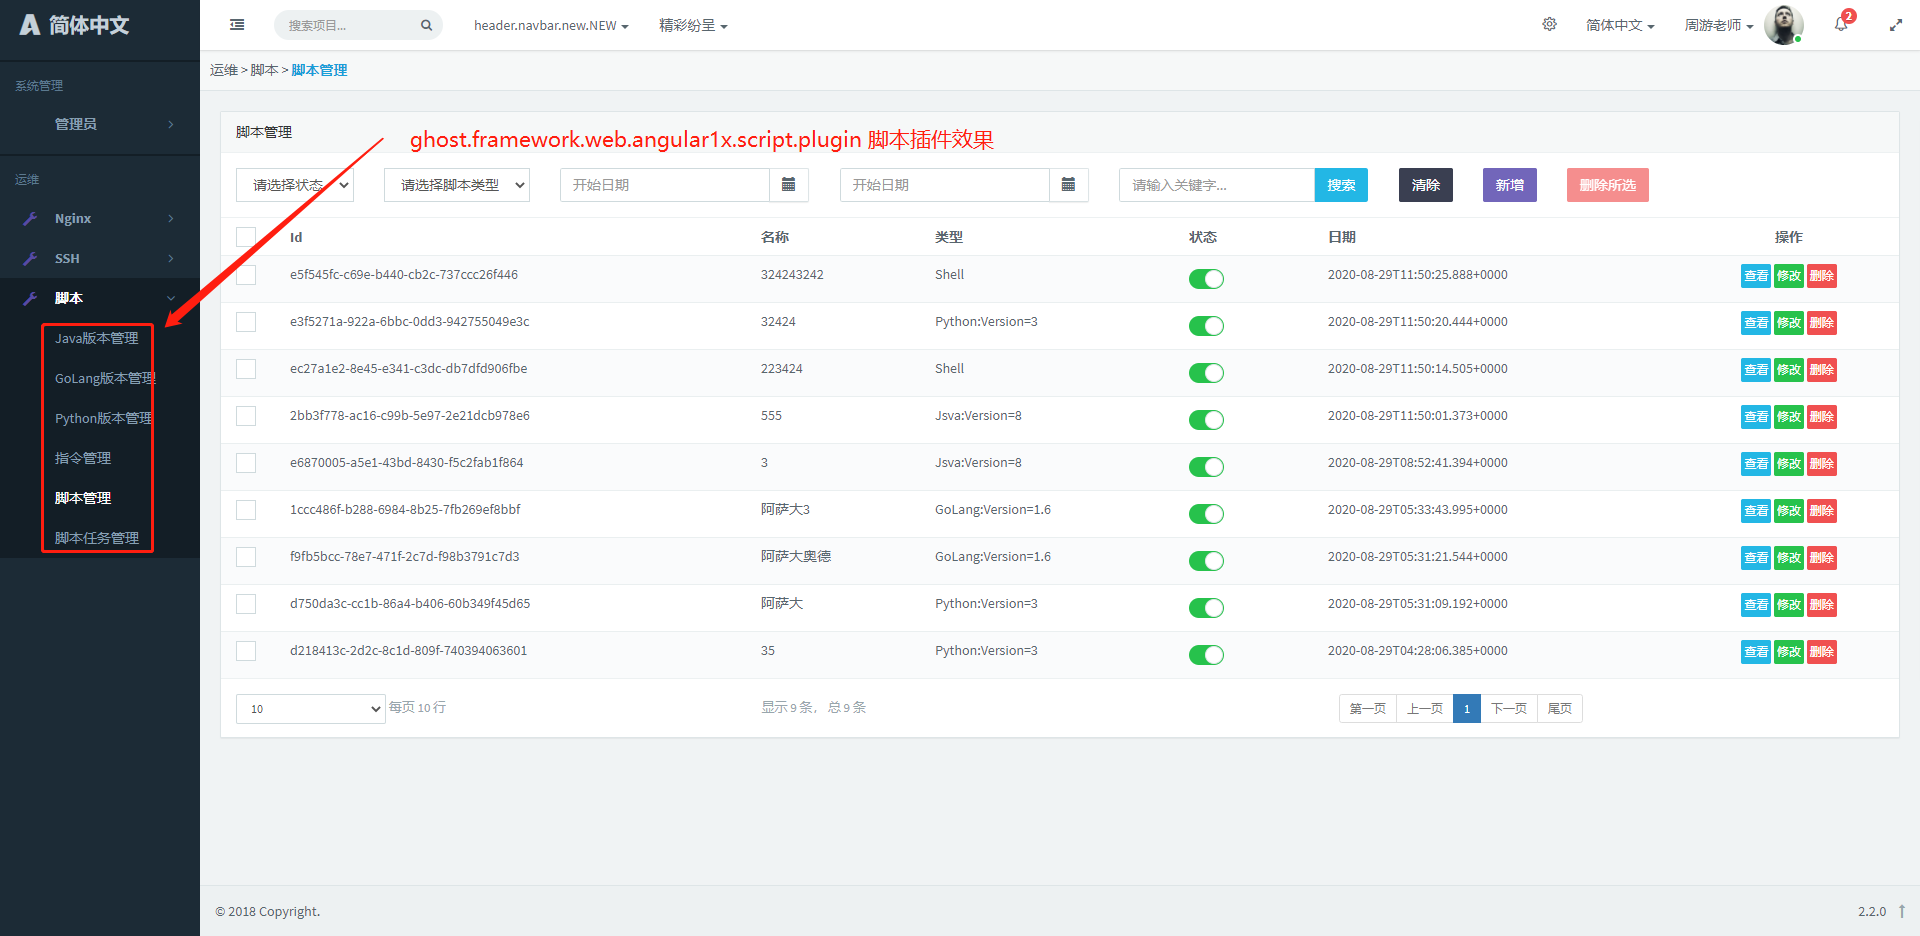 简体中文
搜索项目...
header.navbar.new.NEW
精彩纷呈
简体中文
周游老师
2
系统管理
管理员
运维
Nginx
SSH
脚本
Java版本管理
GoLang版本管理
Python版本管理
指令管理
脚本管理
脚本任务管理
运维 > 脚本 > 脚本管理
脚本管理
ghost.framework.web.angular1x.script.plugin 脚本插件效果
请选择状态 请选择脚本类型 开始日期 开始日期 请输入关键字... 搜索 清除 新增 删除所选
Id 名称 类型 状态 日期 操作
e5f545fc-c69e-b440-cb2c-737ccc26f446 324243242 Shell 2020-08-29T11:50:25.888+0000 查看 修改 删除
e3f5271a-922a-6bbc-0dd3-942755049e3c 32424 Python:Version=3 2020-08-29T11:50:20.444+0000 查看 修改 删除
ec27a1e2-8e45-e341-c3dc-db7dfd906fbe 223424 Shell 2020-08-29T11:50:14.505+0000 查看 修改 删除
2bb3f778-ac16-c99b-5e97-2e21dcb978e6 555 Jsva:Version=8 2020-08-29T11:50:01.373+0000 查看 修改 删除
e6870005-a5e1-43bd-8430-f5c2fab1f864 3 Jsva:Version=8 2020-08-29T08:52:41.394+0000 查看 修改 删除
1ccc486f-b288-6984-8b25-7fb269ef8bbf 阿萨大3 GoLang:Version=1.6 2020-08-29T05:33:43.995+0000 查看 修改 删除
f9fb5bcc-78e7-471f-2c7d-f98b3791c7d3 阿萨大奥德 GoLang:Version=1.6 2020-08-29T05:31:21.544+0000 查看 修改 删除
d750da3c-cc1b-86a4-b406-60b349f45d65 阿萨大 Python:Version=3 2020-08-29T05:31:09.192+0000 查看 修改 删除
d218413c-2d2c-8c1d-809f-740394063601 35 Python:Version=3 2020-08-29T04:28:06.385+0000 查看 修改 删除
10 每页 10 行 显示 9 条， 总 9 条 第一页 上一页 1 下一页 尾页
© 2018 Copyright. 2.2.0